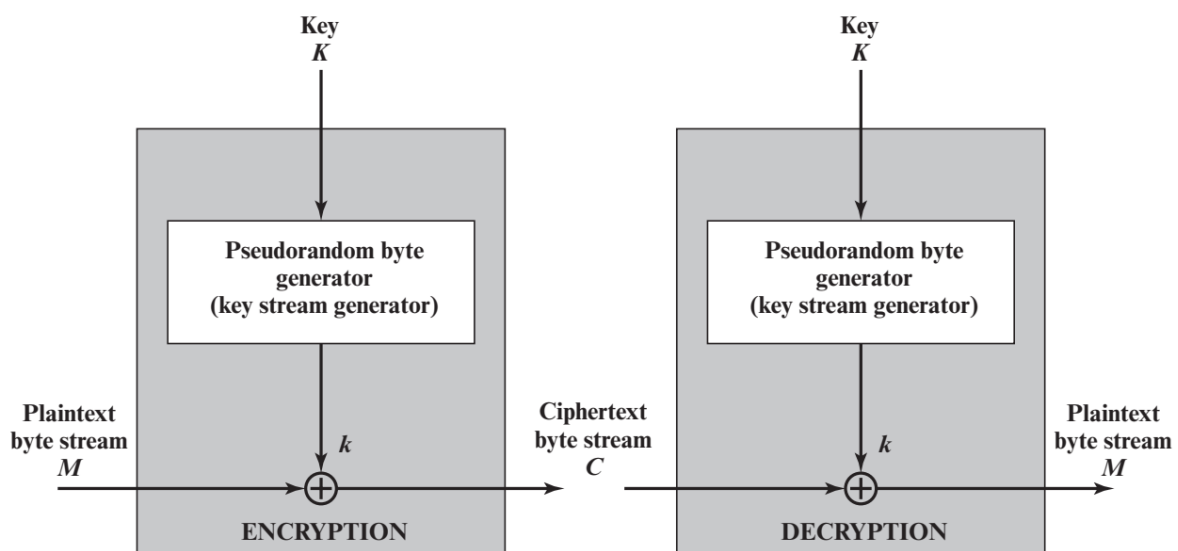 Key
K
Pseudorandom byte
generator
(key stream generator)
Plaintext
byte stream
M
k
ENCRYPTION
Ciphertext
byte stream
C
Key
K
Pseudorandom byte
generator
(key stream generator)
k
DECRYPTION
Plaintext
byte stream
M